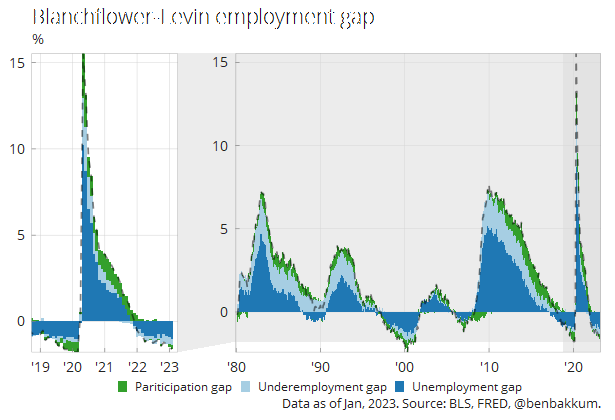 Blanchflower-Levin employment gap
%
15
10
5
0
15
10
5
0
'19 '20 '21 '22 '23 '80 '90 '00 '10 '20
Pariticipation gap Underemployment gap Unemployment gap
Data as of Jan, 2023. Source: BLS, FRED, @benbakkum.